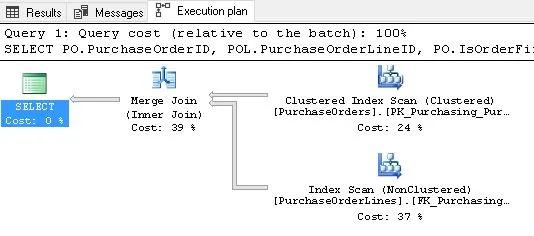 Results Messages Execution plan
Query 1: Query cost (relative to the batch): 100%
SELECT PO.PurchaseOrderID, POL.PurchaseOrderLineID, PO.IsOrderFi
SELECT
Cost: 0 %
Merge Join
(Inner Join)
Cost: 39 %
Clustered Index Scan (Clustered)
[PurchaseOrders].[PK_Purchasing_Pur…
Cost: 24 %
Index Scan (NonClustered)
[PurchaseOrderLines].[FK_Purchasing…
Cost: 37 %